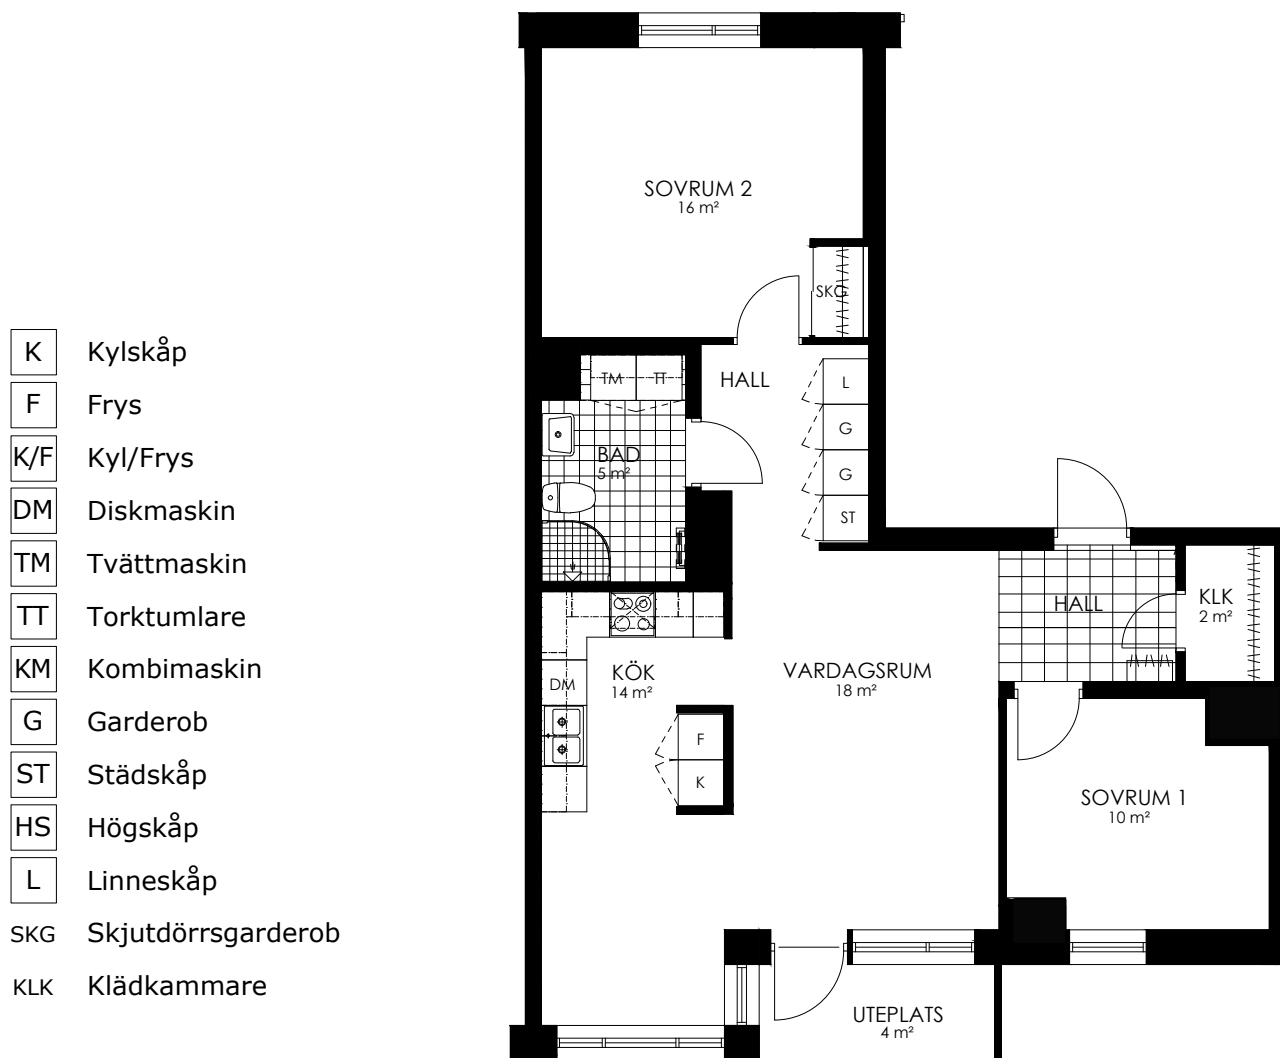 K Kylskåp
F Frys
K/F Kyl/Frys
DM Diskmaskin
TM Tvättmaskin
TT Torktumlare
KM Kombimaskin
G Garderob
ST Städskåp
HS Högskåp
L Linneskåp
SKG Skjutdörrsgarderob
KLK Klädkammare
SOVRUM 2
16 m²
SKG
TM TT
HALL
L
G
G
ST
BAD
5 m²
HALL
KLK
2 m²
KÖK
14 m²
DM
VARDAGSRUM
18 m²
F
K
SOVRUM 1
10 m²
UTEPLATS
4 m²